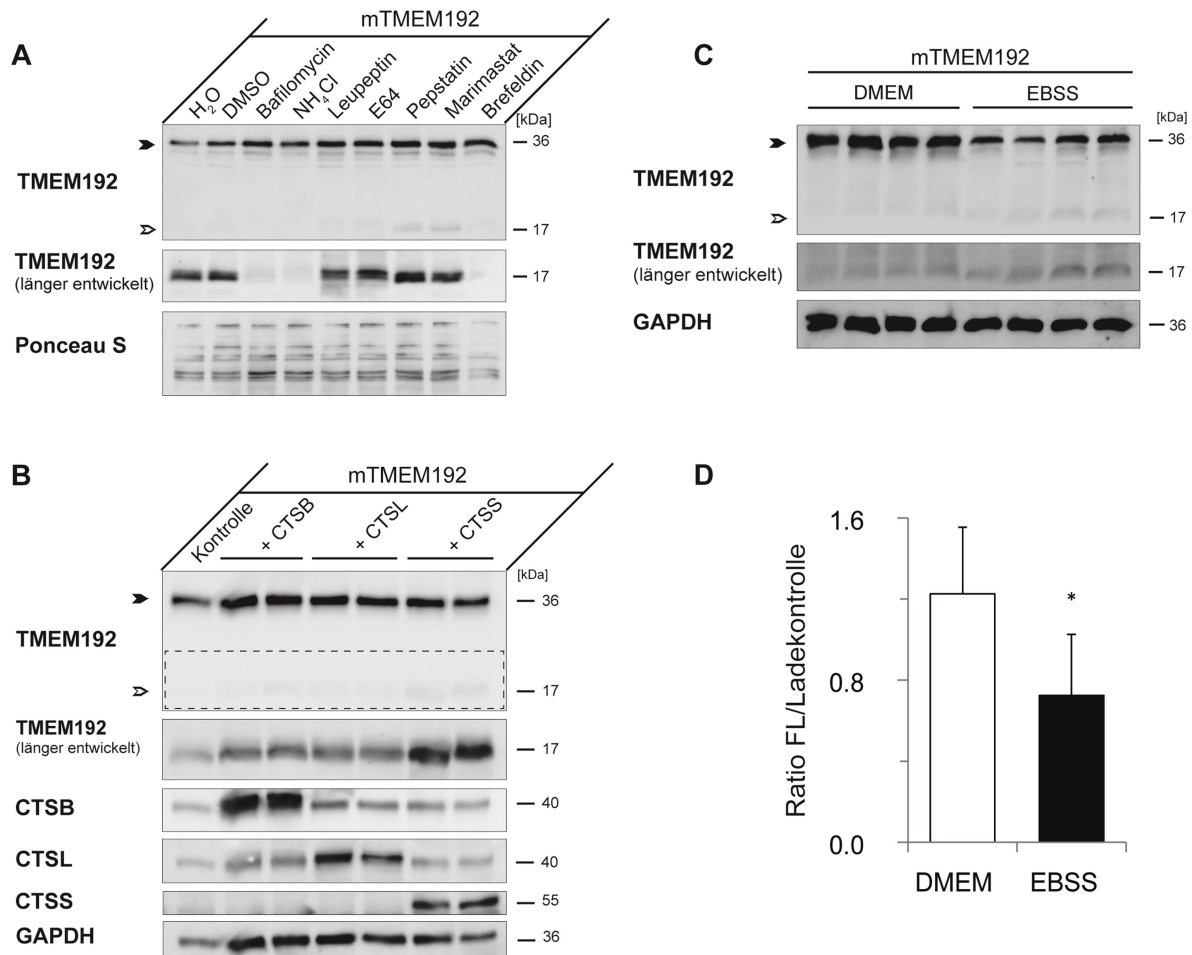 A
mTMEM192
H₂O
DMSO
Bafilomycin
NH₄Cl
Leupeptin
E64
Pepstatin
Marimastat
Brefeldin
[kDa]
36
TMEM192
17
TMEM192
(länger entwickelt)
17
Ponceau S
B
mTMEM192
Kontrolle
+ CTSB
+ CTSL
+ CTSS
[kDa]
36
TMEM192
17
TMEM192
(länger entwickelt)
17
CTSB
40
CTSL
40
CTSS
55
GAPDH
36
C
mTMEM192
DMEM EBSS
[kDa]
36
TMEM192
17
TMEM192
(länger entwickelt)
17
GAPDH
36
D
Ratio FL/Ladekontrolle
1.6
0.8
0.0
*
DMEM EBSS